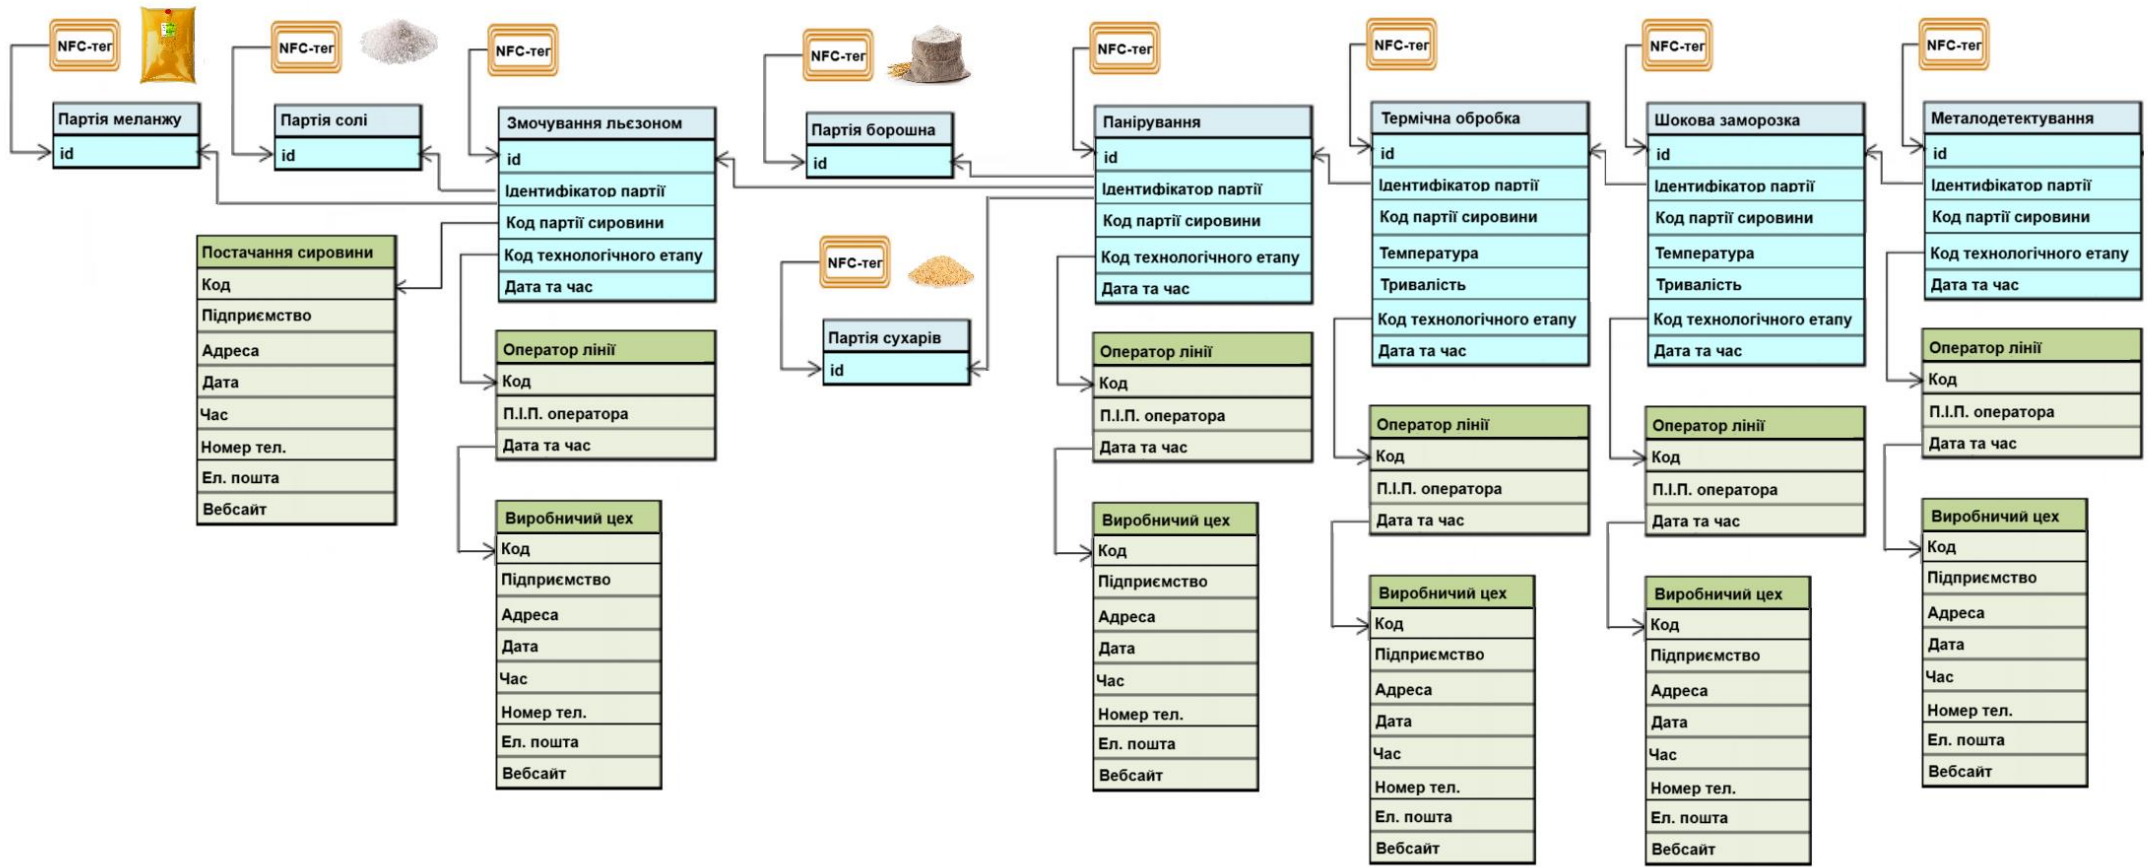 NFC-тег
NFC-тег
NFC-тег
NFC-тег
NFC-тег
NFC-тег
NFC-тег
NFC-тег
Партія меланжу
id
Партія солі
id
Змочування льєзоном
id
Ідентифікатор партії
Код партії сировини
Код технологічного етапу
Дата та час
Постачання сировини
Код
Підприємство
Адреса
Дата
Час
Номер тел.
Ел. пошта
Вебсайт
Оператор лінії
Код
П.І.П. оператора
Дата та час
Виробничий цех
Код
Підприємство
Адреса
Дата
Час
Номер тел.
Ел. пошта
Вебсайт
Партія борошна
id
NFC-тег
Партія сухарів
id
Панірування
id
Ідентифікатор партії
Код партії сировини
Код технологічного етапу
Дата та час
Оператор лінії
Код
П.І.П. оператора
Дата та час
Виробничий цех
Код
Підприємство
Адреса
Дата
Час
Номер тел.
Ел. пошта
Вебсайт
Термічна обробка
id
Ідентифікатор партії
Код партії сировини
Температура
Тривалість
Код технологічного етапу
Дата та час
Оператор лінії
Код
П.І.П. оператора
Дата та час
Виробничий цех
Код
Підприємство
Адреса
Дата
Час
Номер тел.
Ел. пошта
Вебсайт
Шокова заморозка
id
Ідентифікатор партії
Код партії сировини
Температура
Тривалість
Код технологічного етапу
Дата та час
Оператор лінії
Код
П.І.П. оператора
Дата та час
Виробничий цех
Код
Підприємство
Адреса
Дата
Час
Номер тел.
Ел. пошта
Вебсайт
Металодетектування
id
Ідентифікатор партії
Код партії сировини
Код технологічного етапу
Дата та час
Оператор лінії
Код
П.І.П. оператора
Дата та час
Виробничий цех
Код
Підприємство
Адреса
Дата
Час
Номер тел.
Ел. пошта
Вебсайт